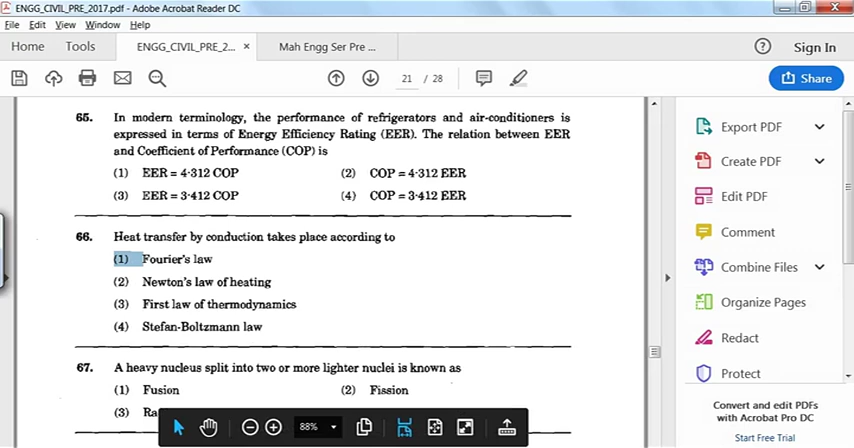 ENGG_CIVIL_PRE_2017.pdf - Adobe Acrobat Reader DC
File Edit View Window Help
Home Tools ENGG_CIVIL_PRE_2... × Mah Engg Ser Pre ... Sign In
21 / 28 Share
65. In modern terminology, the performance of refrigerators and air-conditioners is
expressed in terms of Energy Efficiency Rating (EER). The relation between EER
and Coefficient of Performance (COP) is
(1) EER = 4·312 COP (2) COP = 4·312 EER
(3) EER = 3·412 COP (4) COP = 3·412 EER
66. Heat transfer by conduction takes place according to
(1) Fourier's law
(2) Newton's law of heating
(3) First law of thermodynamics
(4) Stefan-Boltzmann law
67. A heavy nucleus split into two or more lighter nuclei is known as
(1) Fusion (2) Fission
(3)
88%
Export PDF
Create PDF
Edit PDF
Comment
Combine Files
Organize Pages
Redact
Protect
Convert and edit PDFs
with Acrobat Pro DC
Start Free Trial